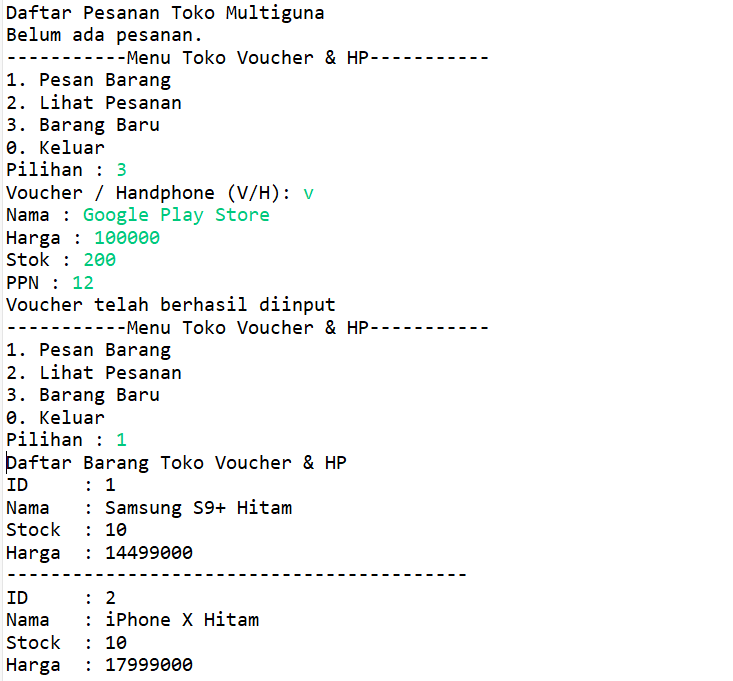 Daftar Pesanan Toko Multiguna
Belum ada pesanan.
-----------Menu Toko Voucher & HP-----------
1. Pesan Barang
2. Lihat Pesanan
3. Barang Baru
0. Keluar
Pilihan : 3
Voucher / Handphone (V/H): v
Nama : Google Play Store
Harga : 100000
Stok : 200
PPN : 12
Voucher telah berhasil diinput
-----------Menu Toko Voucher & HP-----------
1. Pesan Barang
2. Lihat Pesanan
3. Barang Baru
0. Keluar
Pilihan : 1
Daftar Barang Toko Voucher & HP
ID     : 1
Nama   : Samsung S9+ Hitam
Stock  : 10
Harga  : 14499000
------------------------------------------
ID     : 2
Nama   : iPhone X Hitam
Stock  : 10
Harga  : 17999000